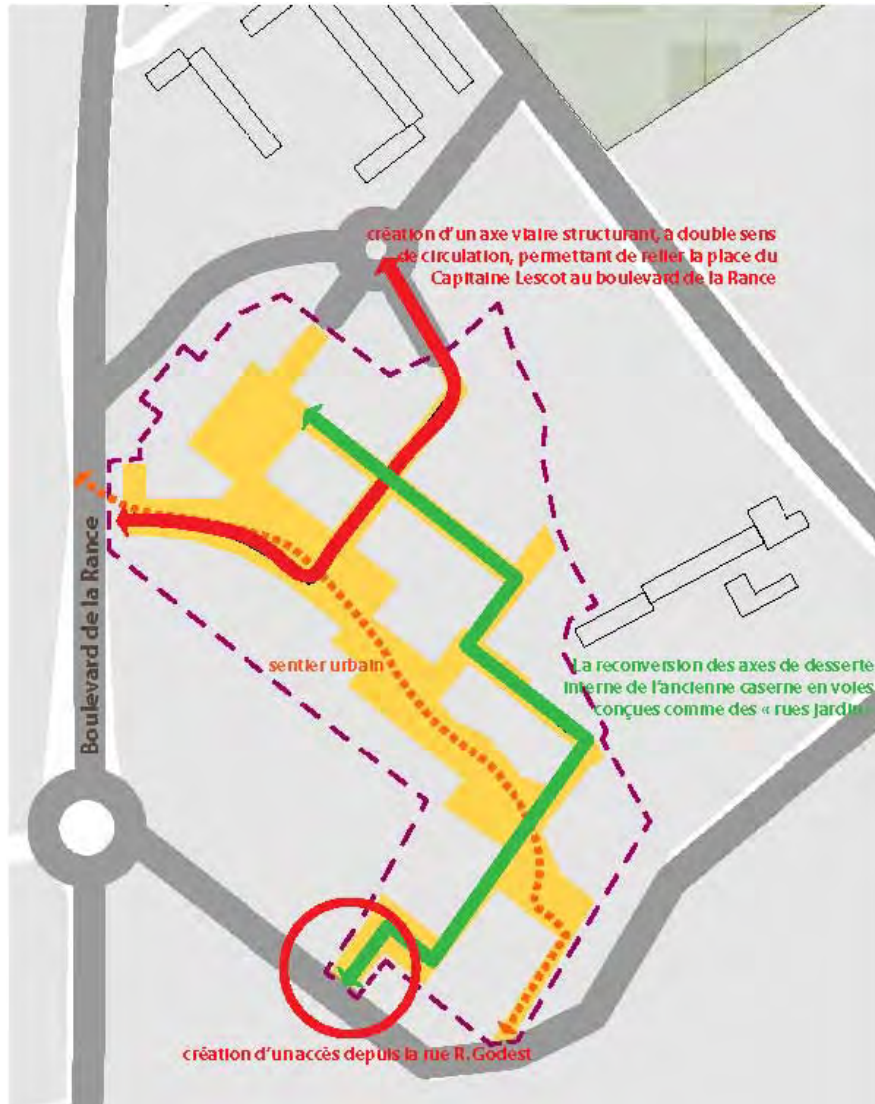 création d'un axe viaire structurant, à double sens
de circulation, permettant de relier la place du
Capitaine Lescot au boulevard de la Rance
Boulevard de la Rance
sentier urbain
La reconversion des axes de desserte
interne de l'ancienne caserne en voies
conçues comme des « rues jardin
création d'un accès depuis la rue R. Godest